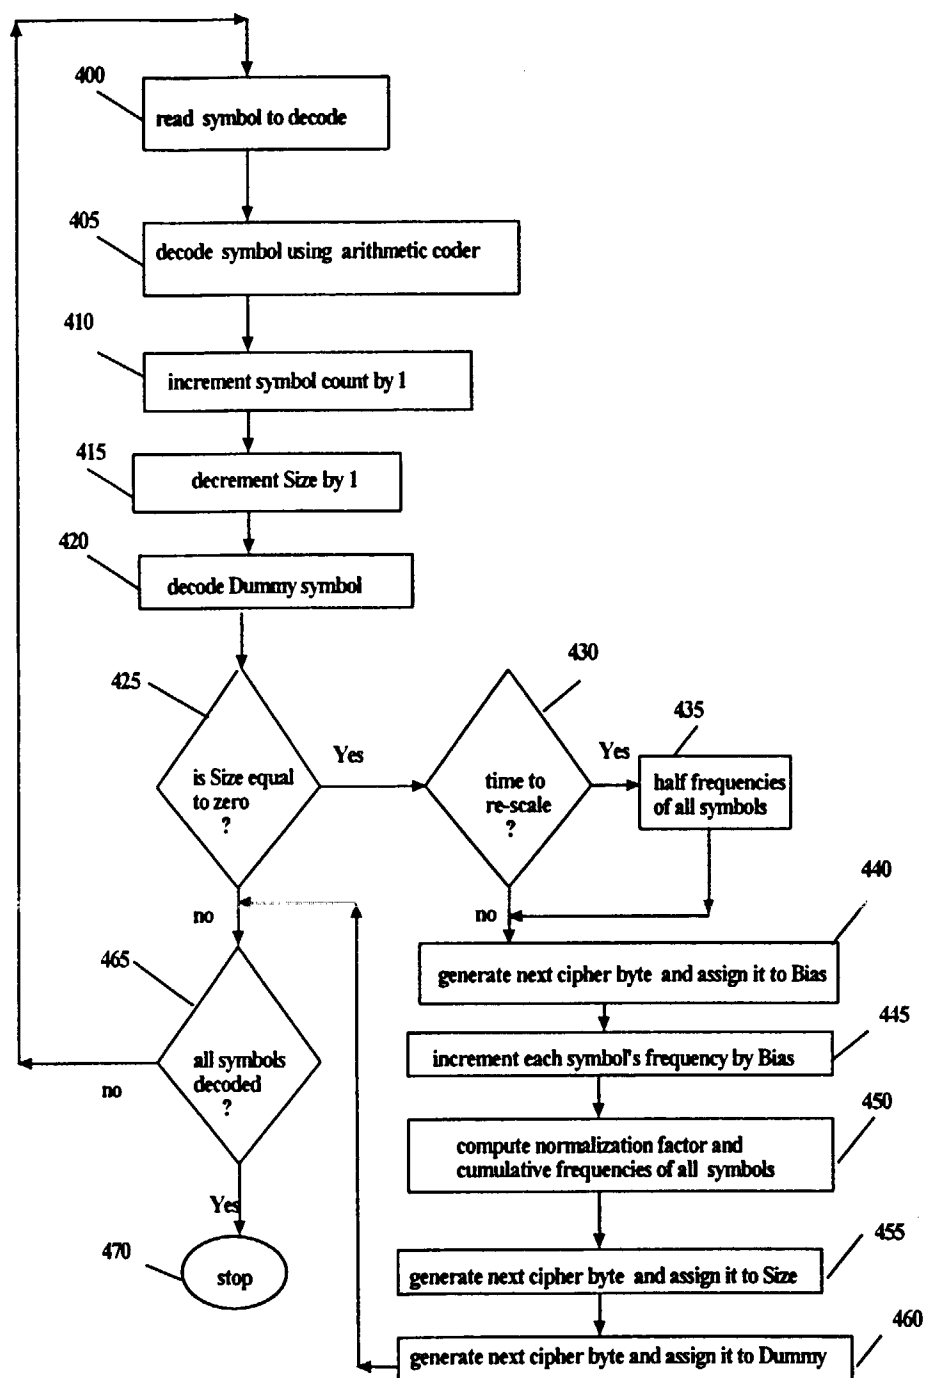 400
read symbol to decode
405
decode symbol using arithmetic coder
410
increment symbol count by 1
415
decrement Size by 1
420
decode Dummy symbol
425
is Size equal
to zero
?
Yes
no
430
time to
re-scale
?
Yes
no
435
half frequencies
of all symbols
440
generate next cipher byte and assign it to Bias
445
increment each symbol's frequency by Bias
450
compute normalization factor and
cumulative frequencies of all symbols
455
generate next cipher byte and assign it to Size
460
generate next cipher byte and assign it to Dummy
465
all symbols
decoded
?
no
Yes
470
stop